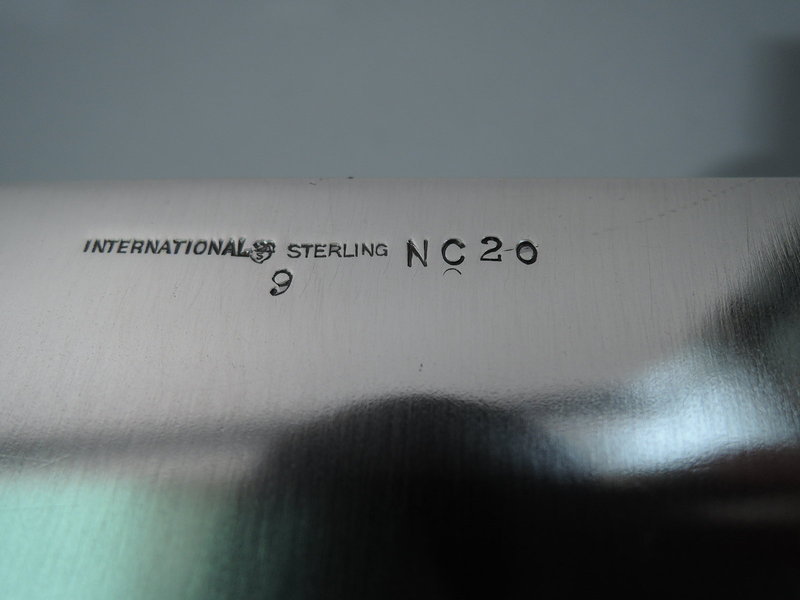 INTERNATIONAL S STERLING NC20
9